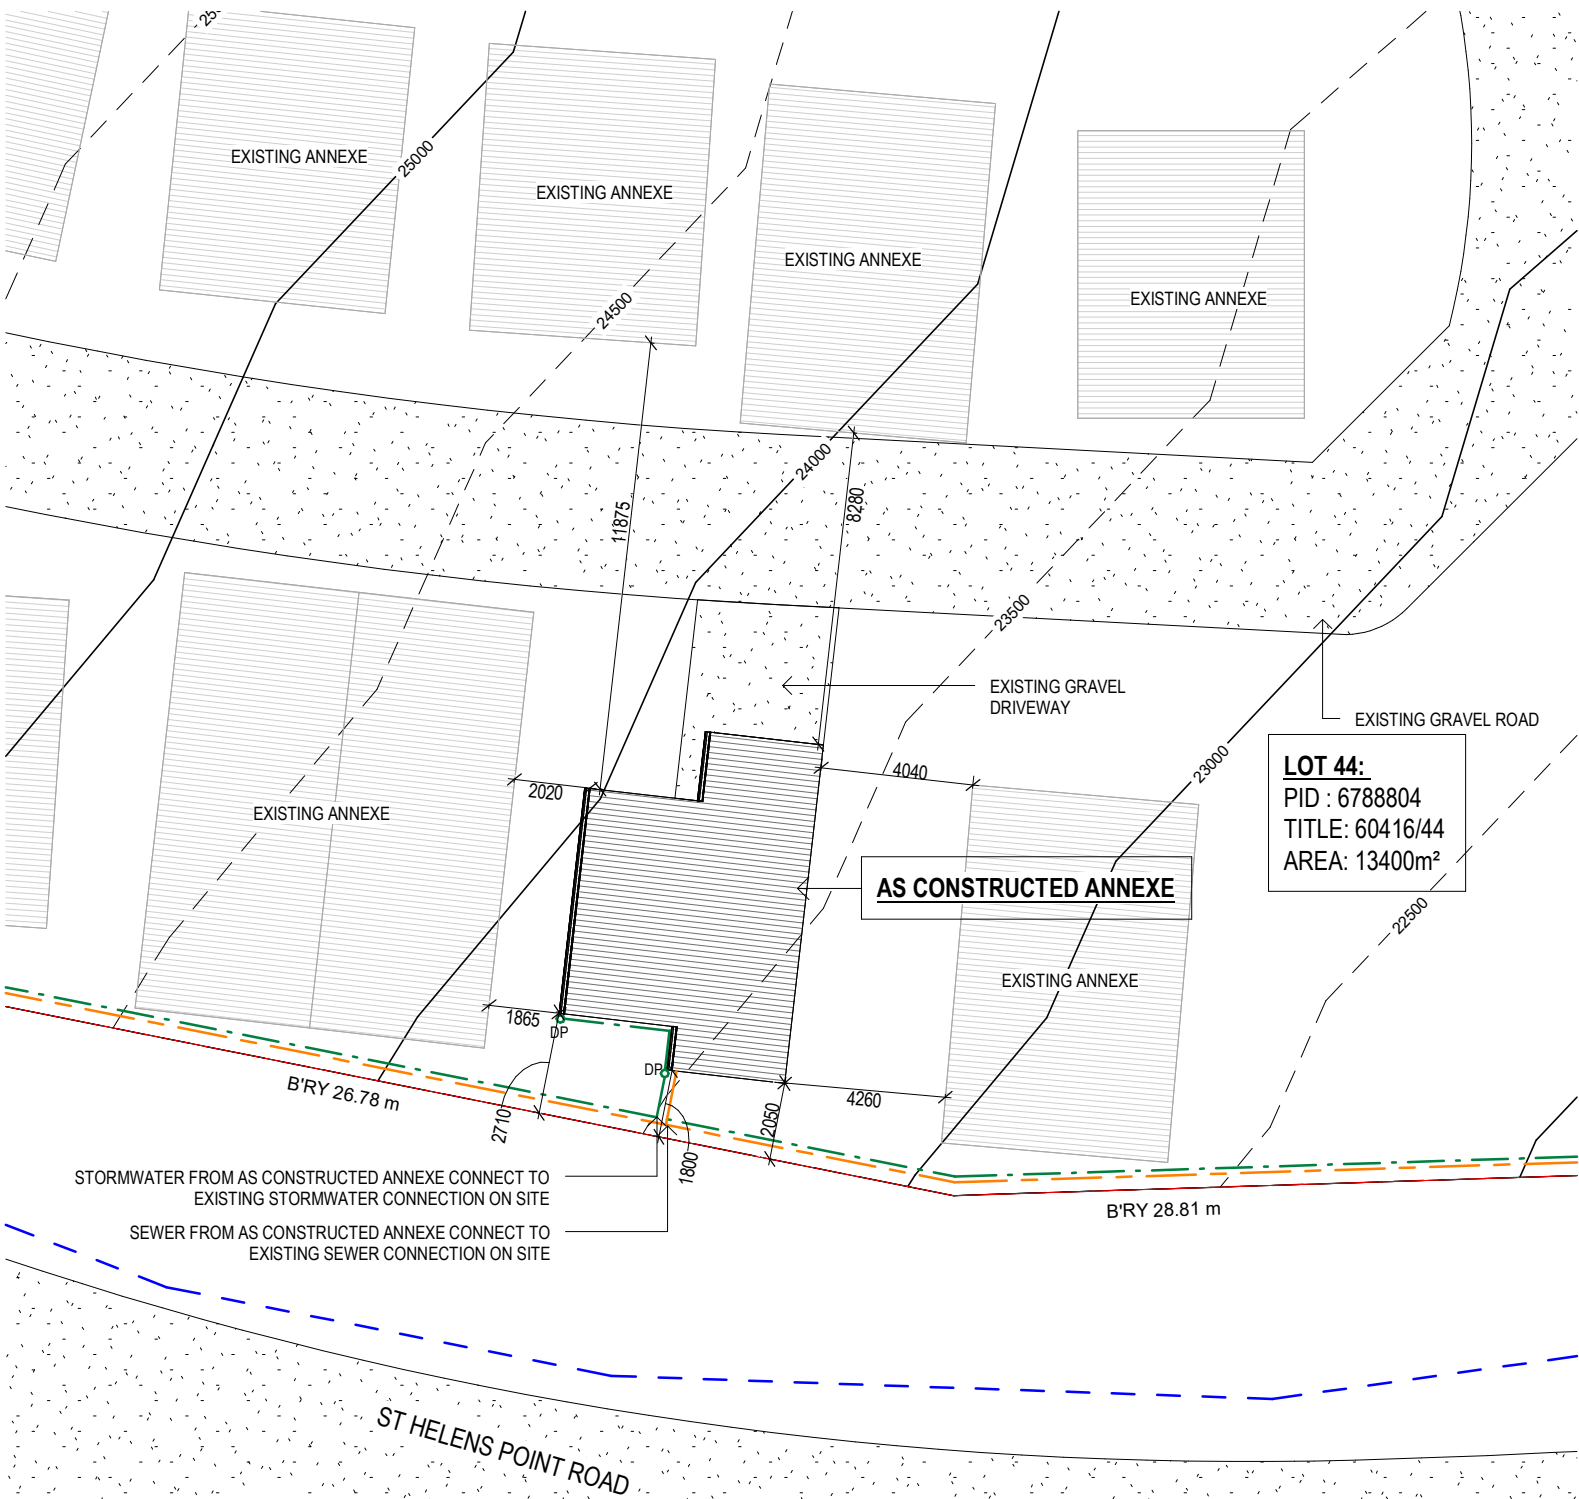 EXISTING ANNEXE
25000
EXISTING ANNEXE
EXISTING ANNEXE
EXISTING ANNEXE
24500
24000
11875
8280
23500
EXISTING GRAVEL
DRIVEWAY
EXISTING GRAVEL ROAD
LOT 44:
PID : 6788804
TITLE: 60416/44
AREA: 13400m²
23000
4040
2020
EXISTING ANNEXE
AS CONSTRUCTED ANNEXE
22500
EXISTING ANNEXE
1865
DP
DP
B'RY 26.78 m
2710
4260
2050
1800
STORMWATER FROM AS CONSTRUCTED ANNEXE CONNECT TO
EXISTING STORMWATER CONNECTION ON SITE
SEWER FROM AS CONSTRUCTED ANNEXE CONNECT TO
EXISTING SEWER CONNECTION ON SITE
B'RY 28.81 m
ST HELENS POINT ROAD